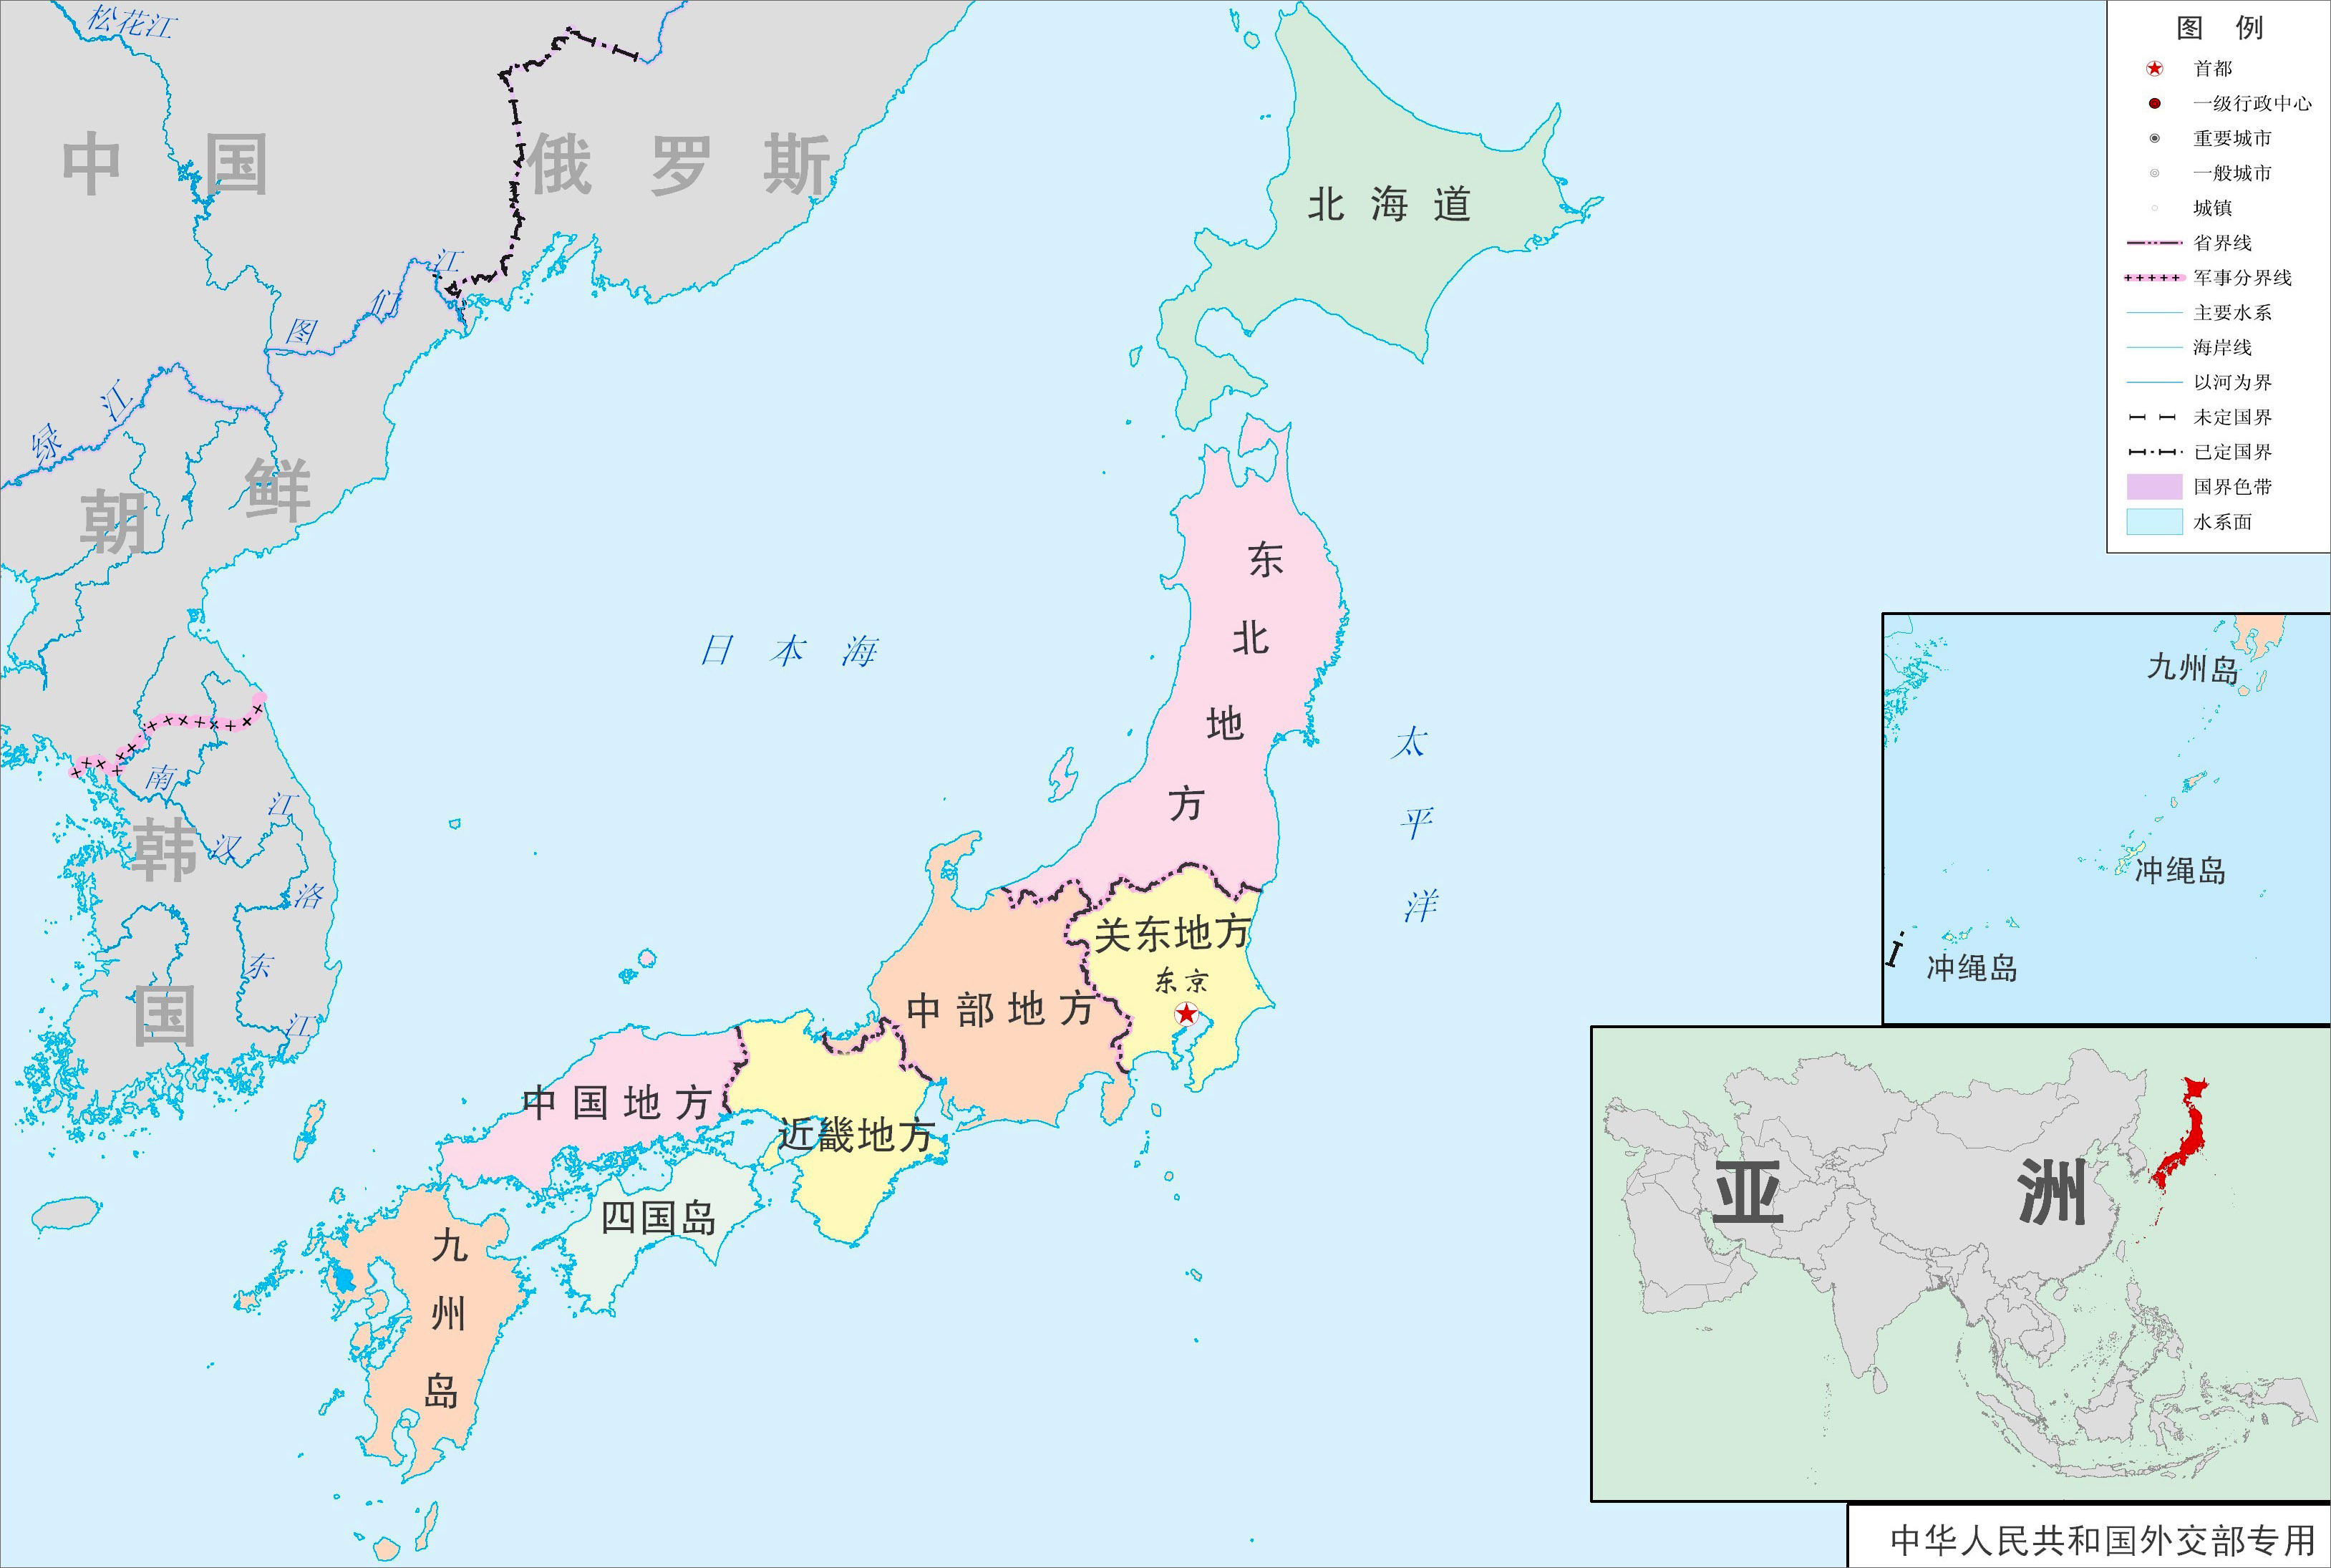 松花江
中国
俄罗斯
图们江
绿江
朝鲜
韩国
南
汉
江
洛
东
江
日本海
太平洋
北海道
东北地方
关东地方
东京
中部地方
近畿地方
中国地方
四国岛
九州岛
图例
首都
一级行政中心
重要城市
一般城市
城镇
省界线
军事分界线
主要水系
海岸线
以河为界
未定国界
已定国界
国界色带
水系面
九州岛
冲绳岛
冲绳岛
亚洲
中华人民共和国外交部专用